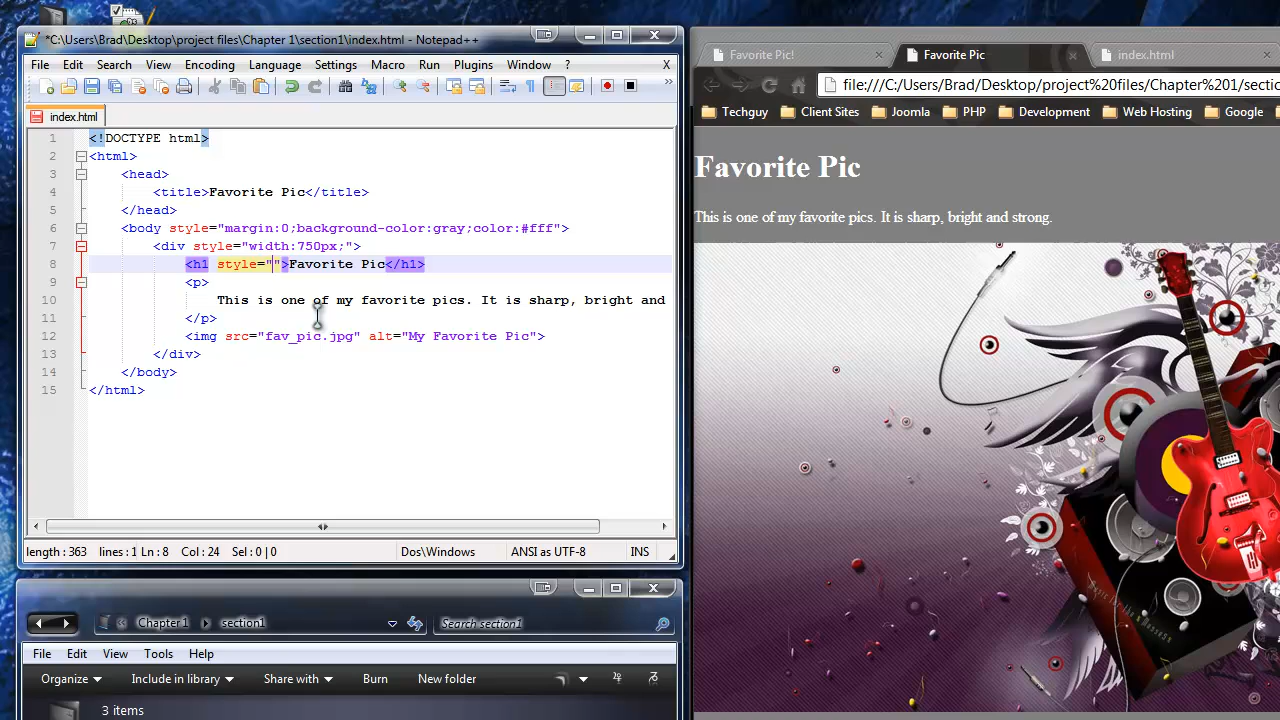 *C:\Users\Brad\Desktop\project files\Chapter 1\section1\index.html - Notepad++
File Edit Search View Encoding Language Settings Macro Run Plugins Window ? X
index.html
1 <!DOCTYPE html>
2 <html>
3 <head>
4 <title>Favorite Pic</title>
5 </head>
6 <body style="margin:0;background-color:gray;color:#fff">
7 <div style="width:750px;">
8 <h1 style="">Favorite Pic</h1>
9 <p>
10 This is one of my favorite pics. It is sharp, bright and
11 </p>
12 <img src="fav_pic.jpg" alt="My Favorite Pic">
13 </div>
14 </body>
15 </html>
length : 363 lines : 1 Ln : 8 Col : 24 Sel : 0 | 0 Dos\Windows ANSI as UTF-8 INS
Chapter 1 section1 Search section1
File Edit View Tools Help
Organize Include in library Share with Burn New folder
3 items
Favorite Pic! Favorite Pic index.html
file:///C:/Users/Brad/Desktop/project%20files/Chapter%201/sectio
Techguy Client Sites Joomla PHP Development Web Hosting Google
Favorite Pic
This is one of my favorite pics. It is sharp, bright and strong.